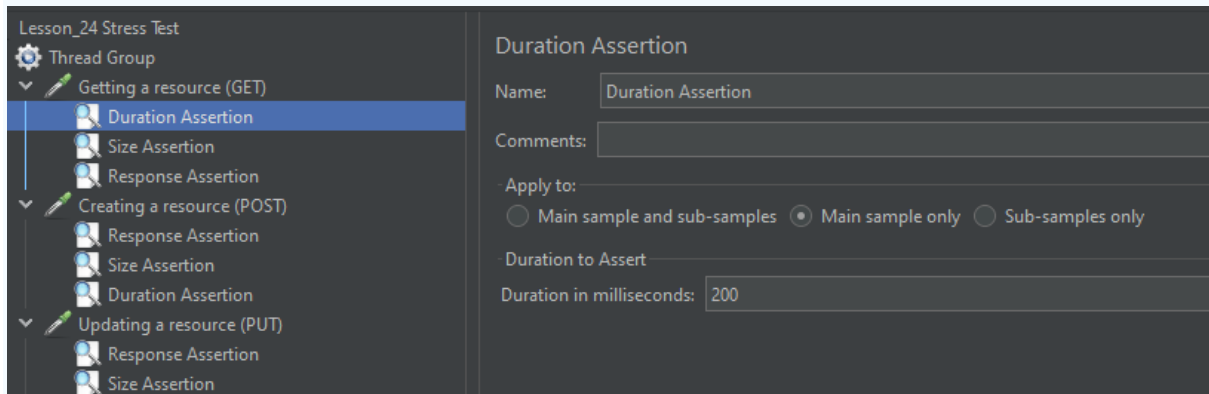 Lesson_24 Stress Test
Thread Group
Getting a resource (GET)
Duration Assertion
Size Assertion
Response Assertion
Creating a resource (POST)
Response Assertion
Size Assertion
Duration Assertion
Updating a resource (PUT)
Response Assertion
Size Assertion
Duration Assertion
Name: Duration Assertion
Comments:
Apply to:
Main sample and sub-samples Main sample only Sub-samples only
Duration to Assert
Duration in milliseconds: 200